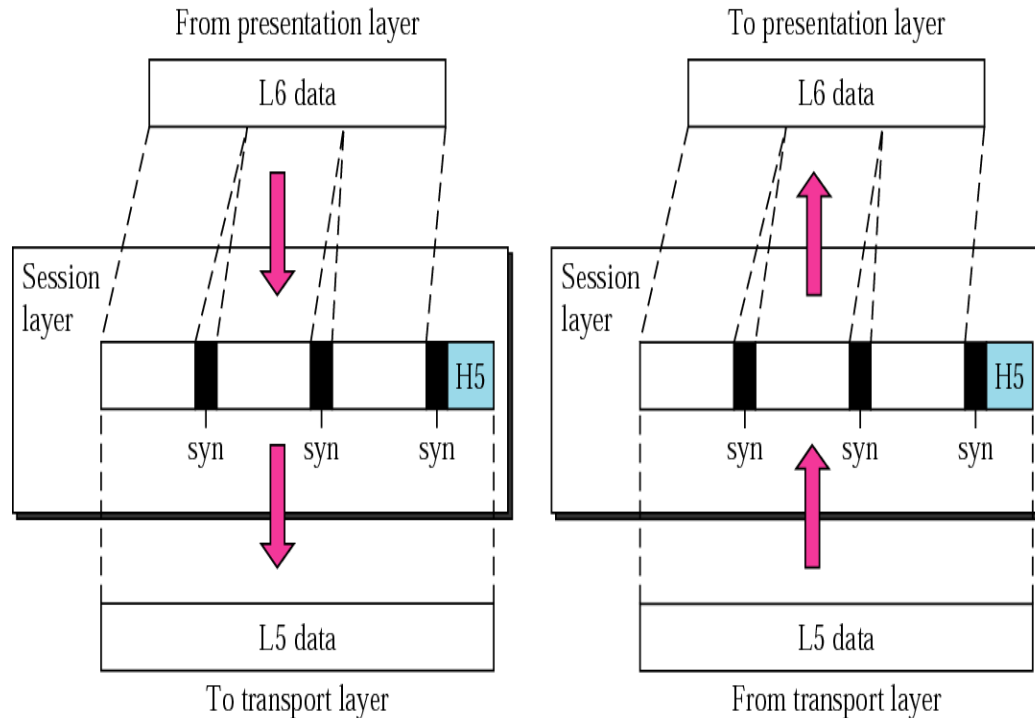 From presentation layer
L6 data
Session
layer
H5
syn
syn
syn
L5 data
To transport layer
To presentation layer
L6 data
Session
layer
H5
syn
syn
syn
L5 data
From transport layer